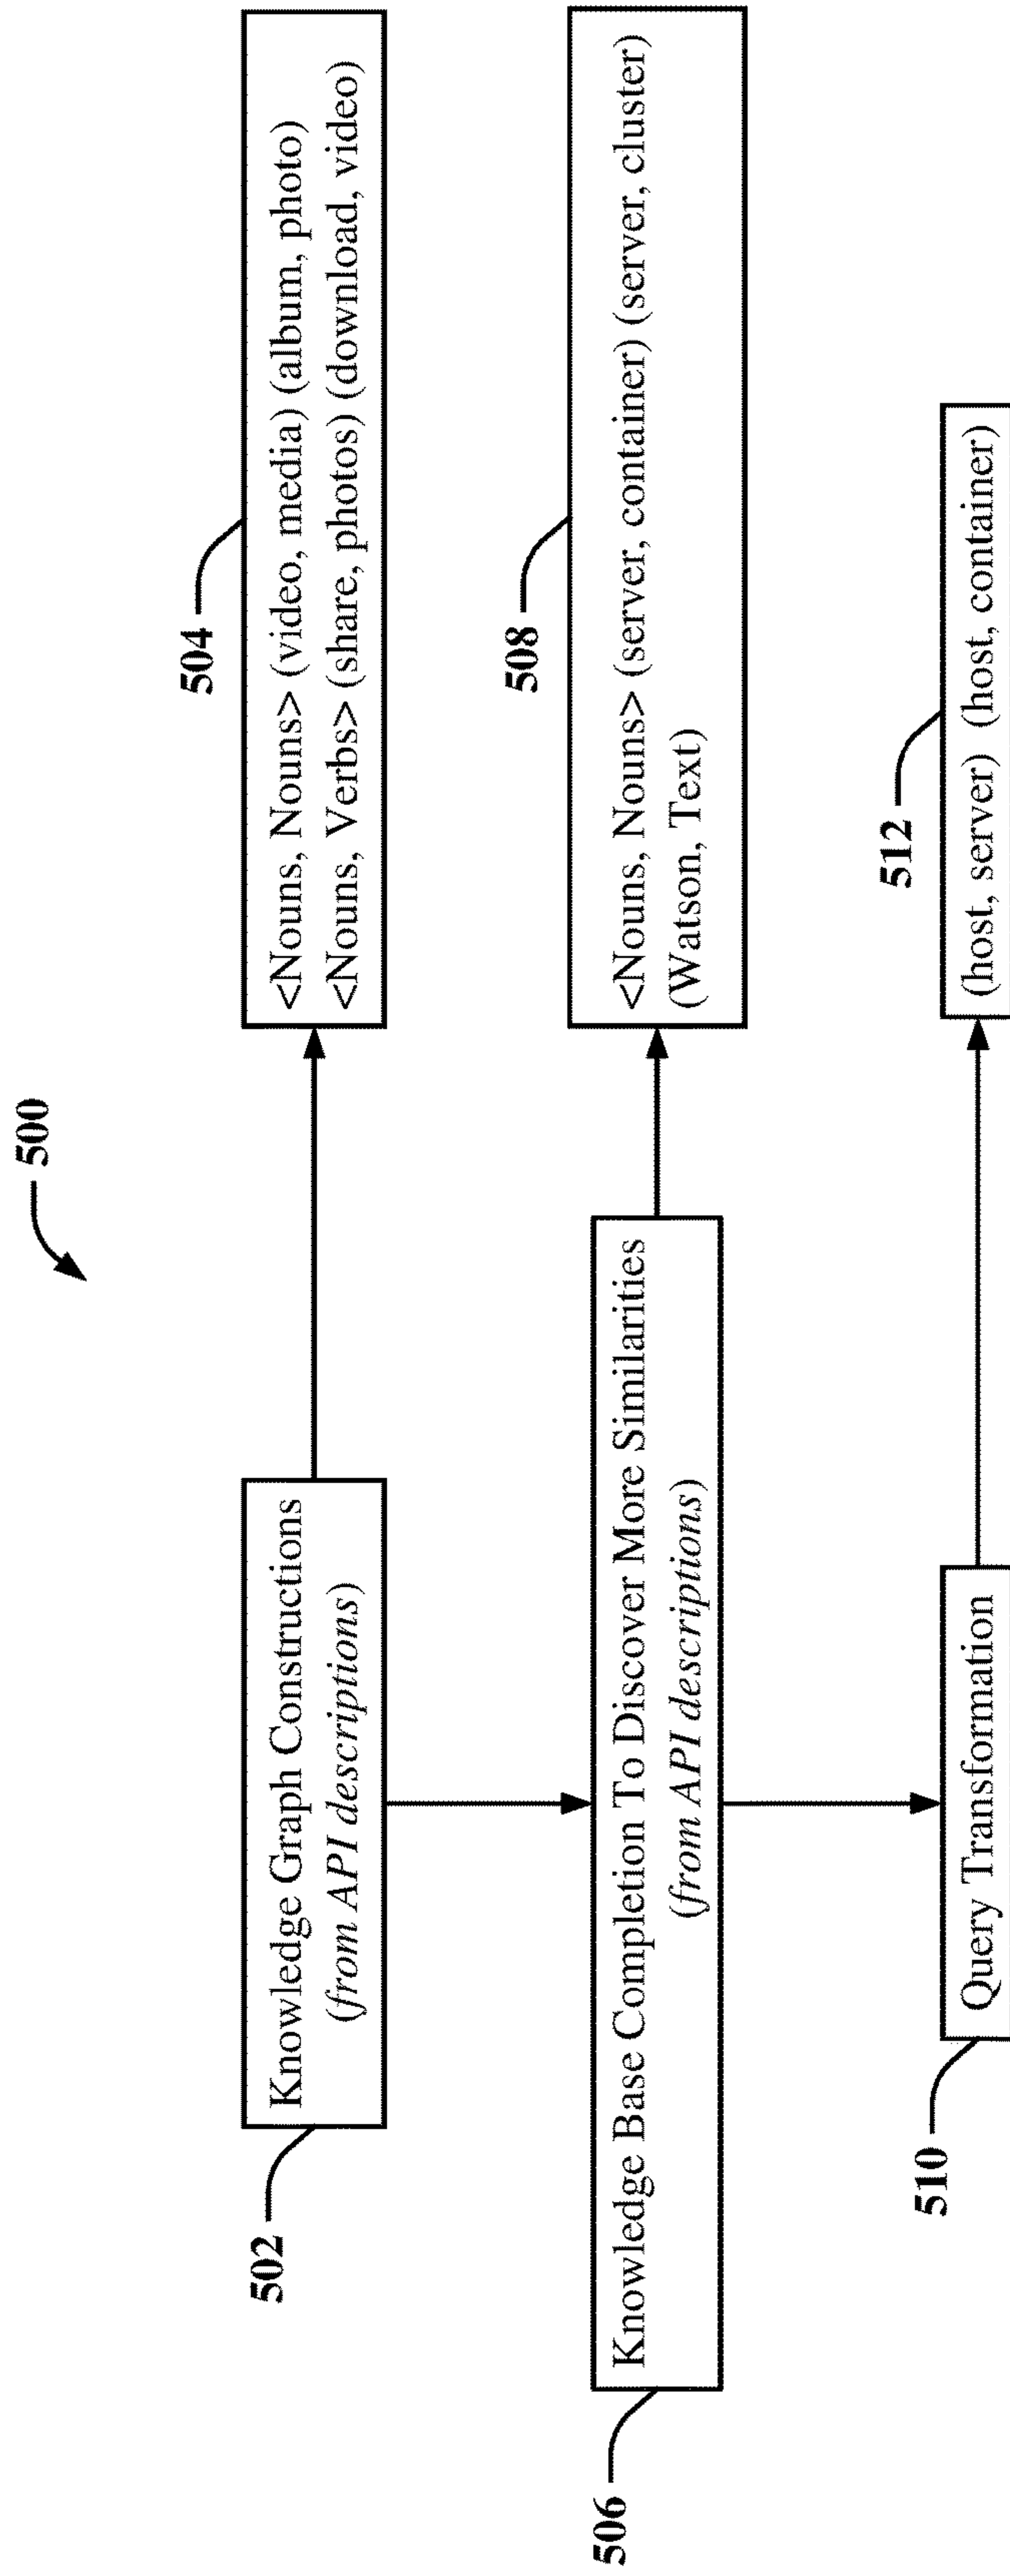 500
502
Knowledge Graph Constructions
(from API descriptions)
504
<Nouns, Nouns> (video, media) (album, photo)
<Nouns, Verbs> (share, photos) (download, video)
506
Knowledge Base Completion To Discover More Similarities
(from API descriptions)
508
<Nouns, Nouns> (server, container) (server, cluster)
(Watson, Text)
510
Query Transformation
512
(host, server) (host, container)